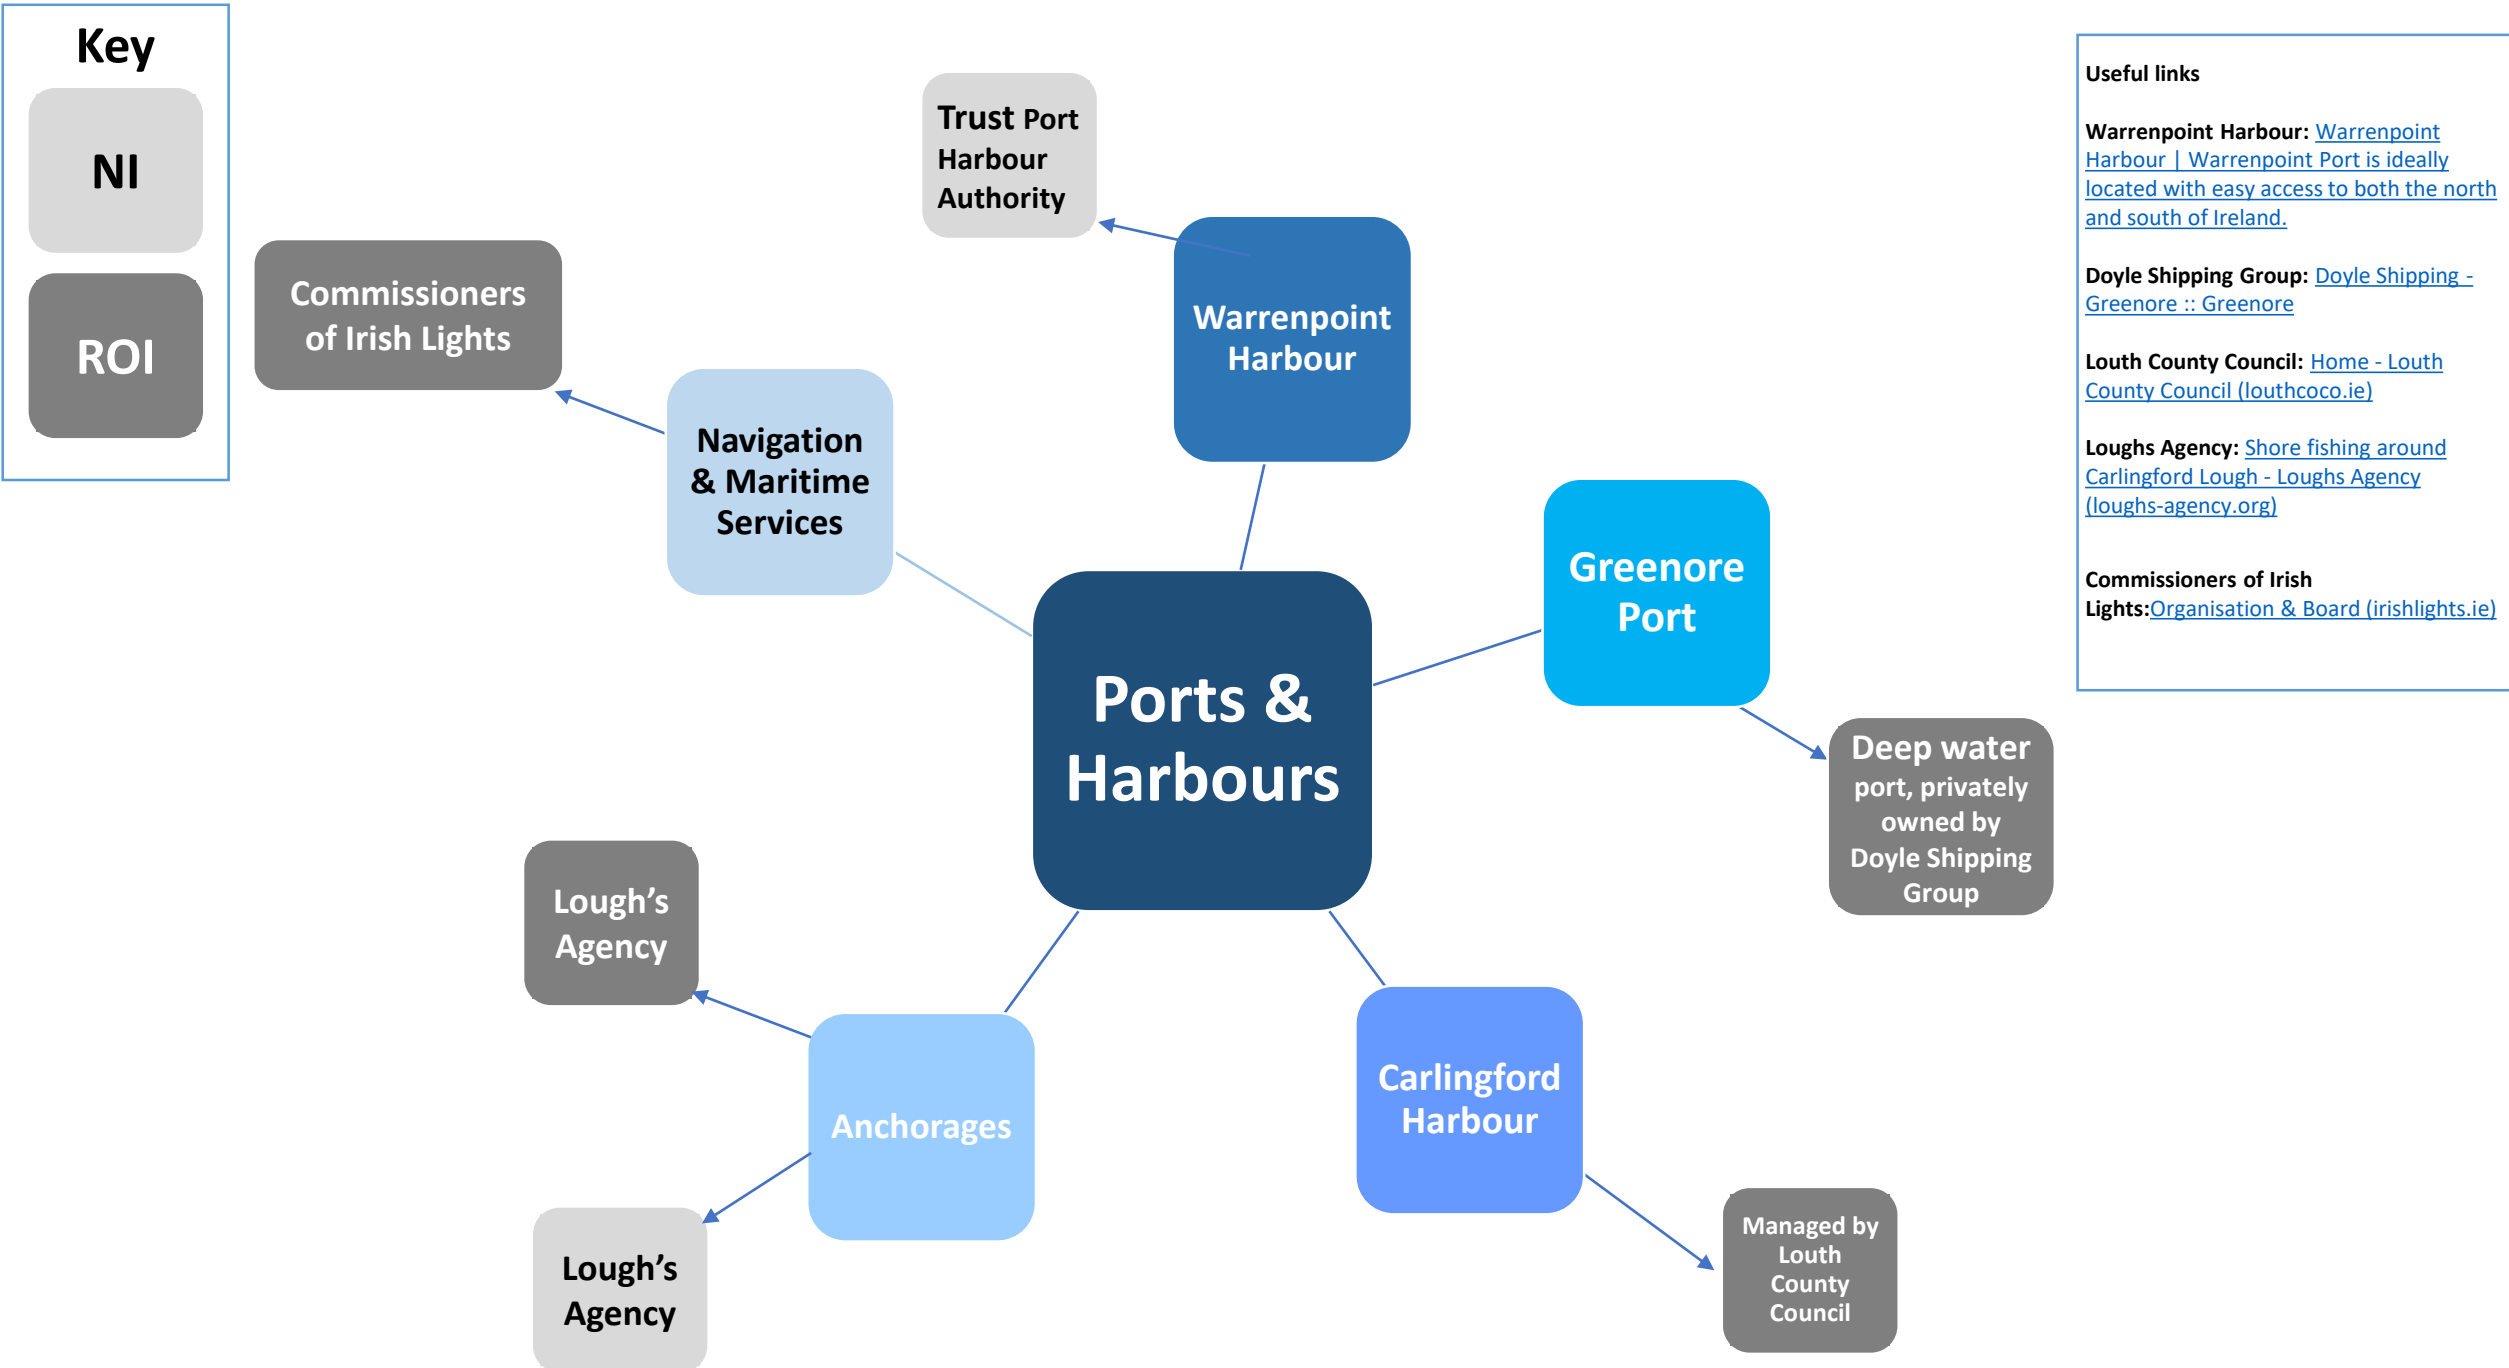 Key
NI
ROI
Commissioners
of Irish Lights
Navigation
& Maritime
Services
Trust Port
Harbour
Authority
Warrenpoint
Harbour
Greenore
Port
Deep water
port, privately
owned by
Doyle Shipping
Group
Ports &
Harbours
Lough’s
Agency
Anchorages
Lough’s
Agency
Carlingford
Harbour
Managed by
Louth
County
Council
Useful links
Warrenpoint Harbour: Warrenpoint
Harbour | Warrenpoint Port is ideally
located with easy access to both the north
and south of Ireland.
Doyle Shipping Group: Doyle Shipping -
Greenore :: Greenore
Louth County Council: Home - Louth
County Council (louthcoco.ie)
Loughs Agency: Shore fishing around
Carlingford Lough - Loughs Agency
(loughs-agency.org)
Commissioners of Irish
Lights:Organisation & Board (irishlights.ie)